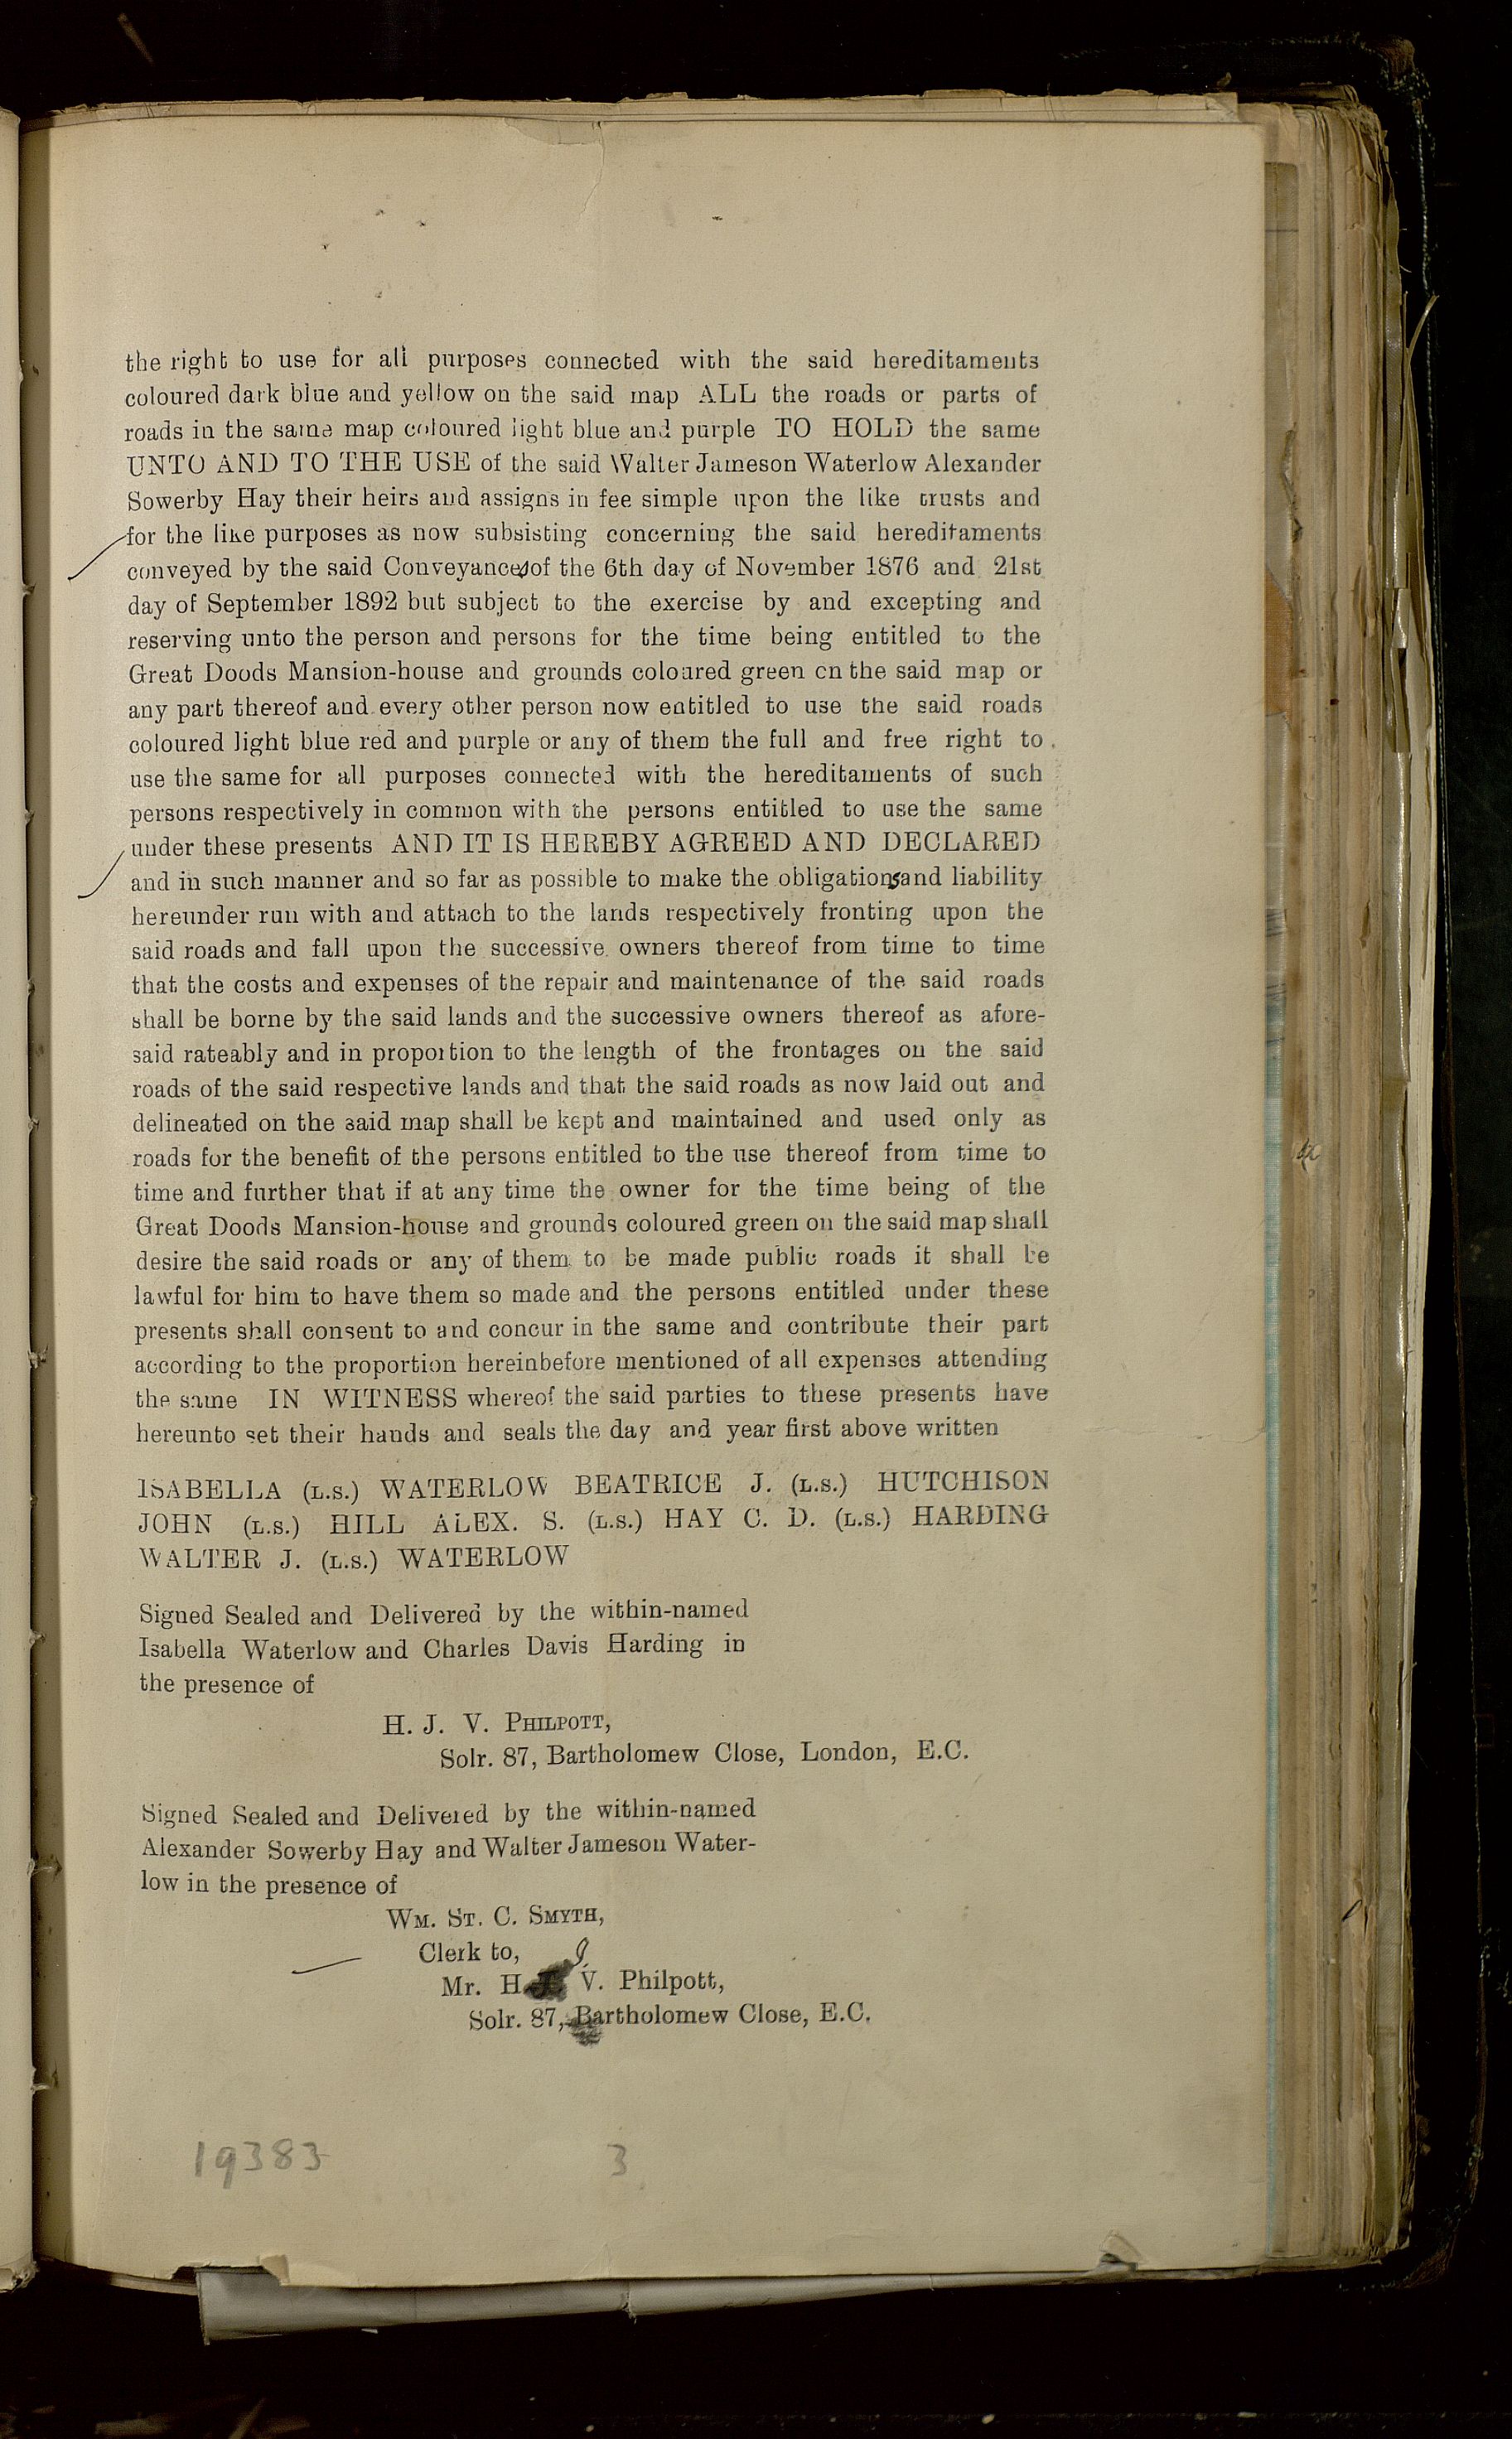 the right to use for all purposes connected with the said hereditaments
coloured dark blue and yellow on the said map ALL the roads or parts of
roads in the same map coloured light blue and purple TO HOLD the same
UNTO AND TO THE USE of the said Walter Jameson Waterlow Alexander
Sowerby Hay their heirs and assigns in fee simple upon the like trusts and
for the like purposes as now subsisting concerning the said hereditaments
conveyed by the said Conveyances of the 6th day of November 1876 and 21st
day of September 1892 but subject to the exercise by and excepting and
reserving unto the person and persons for the time being entitled to the
Great Doods Mansion-house and grounds coloured green on the said map or
any part thereof and every other person now entitled to use the said roads
coloured light blue red and purple or any of them the full and free right to
use the same for all purposes connected with the hereditaments of such
persons respectively in common with the persons entitled to use the same
under these presents AND IT IS HEREBY AGREED AND DECLARED
and in such manner and so far as possible to make the obligations and liability
hereunder run with and attach to the lands respectively fronting upon the
said roads and fall upon the successive owners thereof from time to time
that the costs and expenses of the repair and maintenance of the said roads
shall be borne by the said lands and the successive owners thereof as afore-
said rateably and in proportion to the length of the frontages on the said
roads of the said respective lands and that the said roads as now laid out and
delineated on the said map shall be kept and maintained and used only as
roads for the benefit of the persons entitled to the use thereof from time to
time and further that if at any time the owner for the time being of the
Great Doods Mansion-house and grounds coloured green on the said map shall
desire the said roads or any of them to be made public roads it shall be
lawful for him to have them so made and the persons entitled under these
presents shall consent to and concur in the same and contribute their part
according to the proportion hereinbefore mentioned of all expenses attending
the same IN WITNESS whereof the said parties to these presents have
hereunto set their hands and seals the day and year first above written
ISABELLA (L.S.) WATERLOW BEATRICE J. (L.S.) HUTCHISON
JOHN (L.S.) HILL ALEX. S. (L.S.) HAY C. D. (L.S.) HARDING
WALTER J. (L.S.) WATERLOW
Signed Sealed and Delivered by the within-named
Isabella Waterlow and Charles Davis Harding in
the presence of
H. J. V. PHILPOTT,
Solr. 87, Bartholomew Close, London, E.C.
Signed Sealed and Delivered by the within-named
Alexander Sowerby Hay and Walter Jameson Water-
low in the presence of
WM. ST. C. SMYTH,
Clerk to,
Mr. H. J. V. Philpott,
Solr. 87, Bartholomew Close, E.C.
19383 3